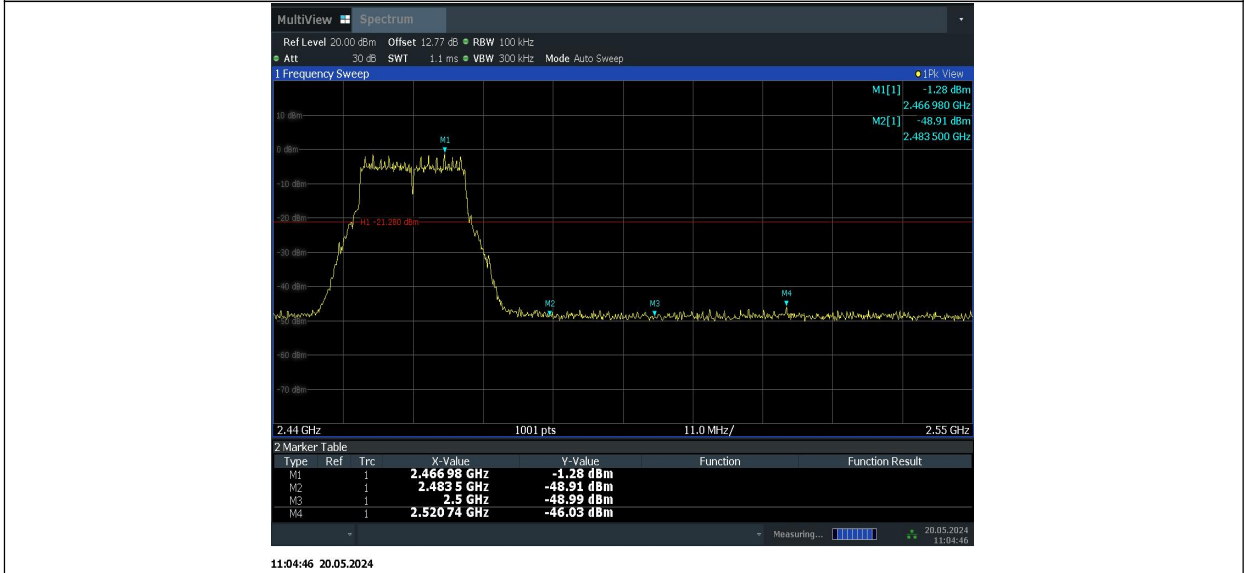 MultiView Spectrum
Ref Level 20.00 dBm Offset 12.77 dB RBW 100 kHz
Att 30 dB SWT 1.1 ms VBW 300 kHz Mode Auto Sweep
1 Frequency Sweep 1Pk View
M1[1] -1.28 dBm
2.466 980 GHz
M2[1] -48.91 dBm
2.483 500 GHz
10 dBm
M1
0 dBm
-10 dBm
-20 dBm
H1 -21.280 dBm
-30 dBm
-40 dBm
M4
M2 M3
-50 dBm
-60 dBm
-70 dBm
2.44 GHz 1001 pts 11.0 MHz/ 2.55 GHz
2 Marker Table
Type Ref Trc X-Value Y-Value Function Function Result
M1 1 2.466 98 GHz -1.28 dBm
M2 1 2.483 5 GHz -48.91 dBm
M3 1 2.5 GHz -48.99 dBm
M4 1 2.520 74 GHz -46.03 dBm
Measuring... 20.05.2024
11:04:46
11:04:46 20.05.2024